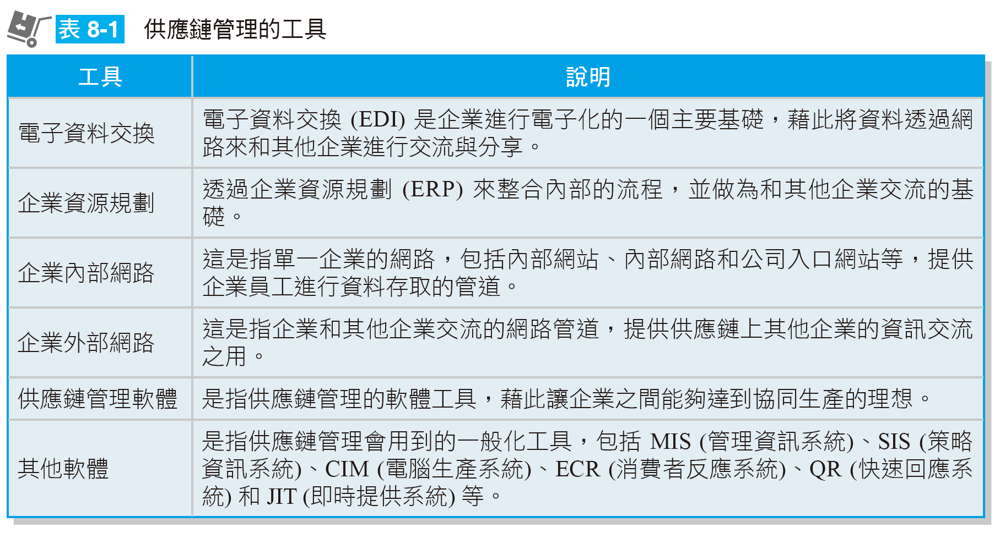 表 8-1 供應鏈管理的工具
工具 說明
電子資料交換
電子資料交換 (EDI) 是企業進行電子化的一個主要基礎，藉此將資料透過網
路來和其他企業進行交流與分享。
企業資源規劃
透過企業資源規劃 (ERP) 來整合內部的流程，並做為和其他企業交流的基
礎。
企業內部網路
這是指單一企業的網路，包括內部網站、內部網路和公司入口網站等，提供
企業員工進行資料存取的管道。
企業外部網路
這是指企業和其他企業交流的網路管道，提供供應鏈上其他企業的資訊交流
之用。
供應鏈管理軟體
是指供應鏈管理的軟體工具，藉此讓企業之間能夠達到協同生產的理想。
其他軟體
是指供應鏈管理會用到的一般化工具，包括 MIS (管理資訊系統)、SIS (策略
資訊系統)、CIM (電腦生產系統)、ECR (消費者反應系統)、QR (快速回應系
統) 和 JIT (即時提供系統) 等。